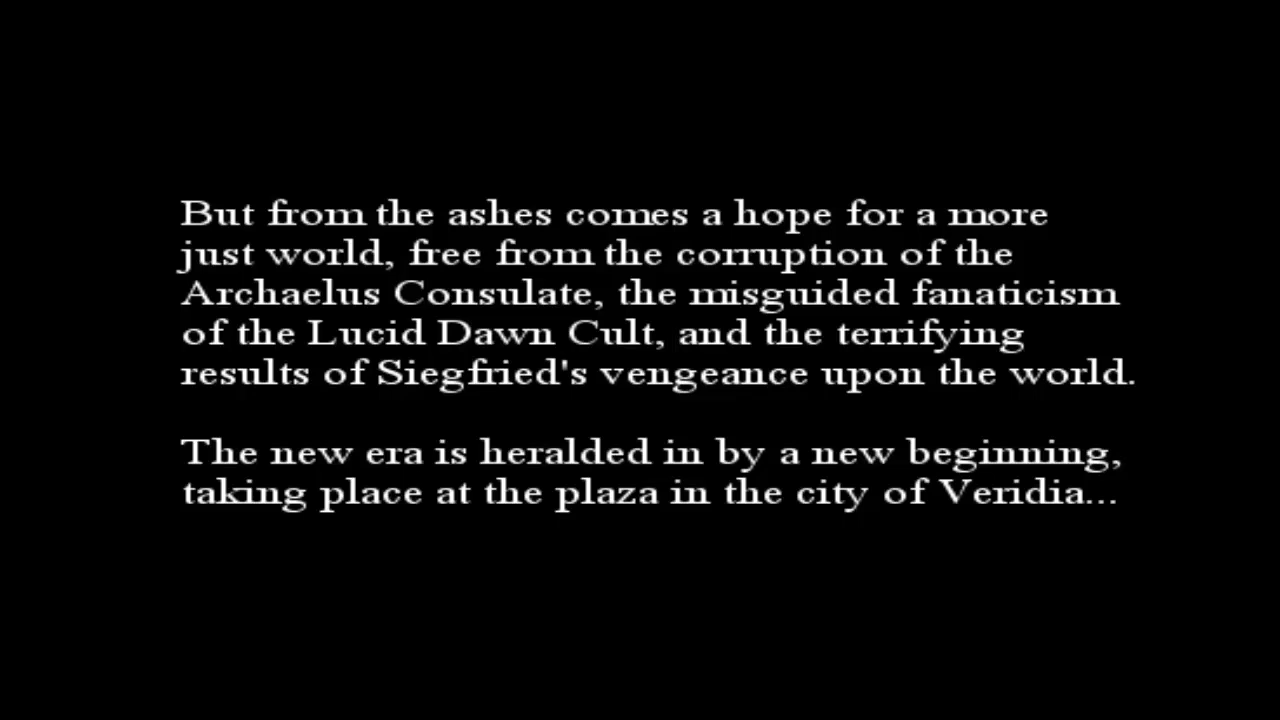 But from the ashes comes a hope for a more
just world, free from the corruption of the
Archaelus Consulate, the misguided fanaticism
of the Lucid Dawn Cult, and the terrifying
results of Siegfried's vengeance upon the world.
The new era is heralded in by a new beginning,
taking place at the plaza in the city of Veridia...